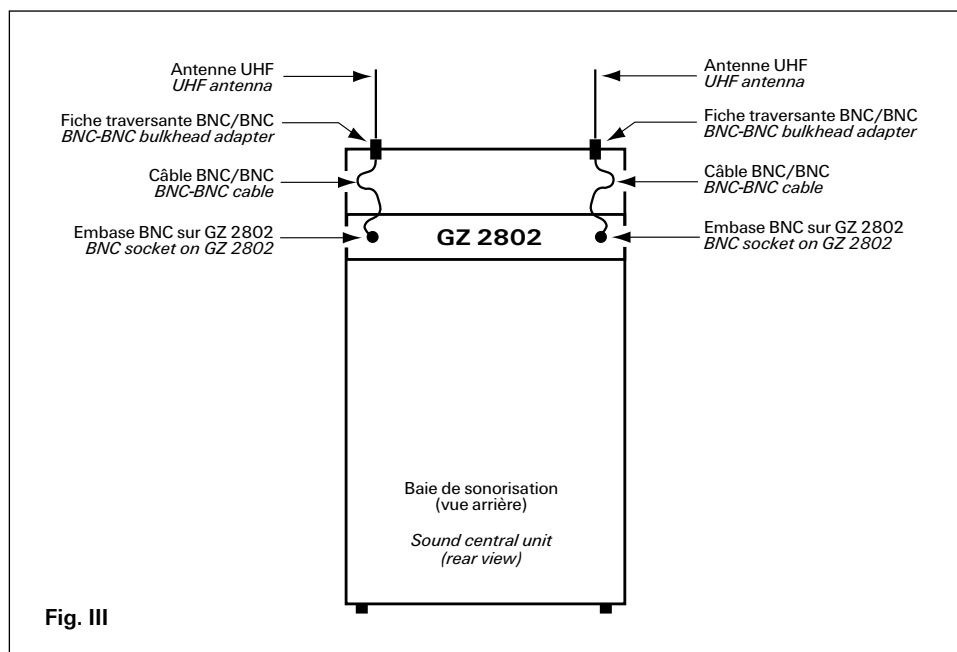 Antenne UHF
UHF antenna
Fiche traversante BNC/BNC
BNC-BNC bulkhead adapter
Câble BNC/BNC
BNC-BNC cable
Embase BNC sur GZ 2802
BNC socket on GZ 2802
Antenne UHF
UHF antenna
Fiche traversante BNC/BNC
BNC-BNC bulkhead adapter
Câble BNC/BNC
BNC-BNC cable
Embase BNC sur GZ 2802
BNC socket on GZ 2802
GZ 2802
Baie de sonorisation
(vue arrière)
Sound central unit
(rear view)
Fig. III